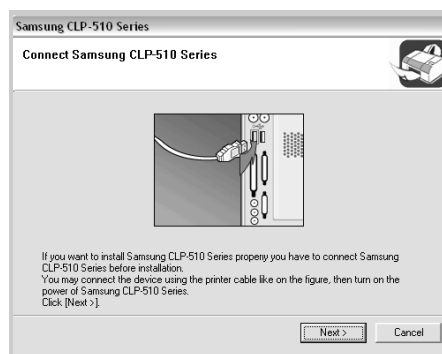 Samsung CLP-510 Series
Connect Samsung CLP-510 Series
If you want to install Samsung CLP-510 Series propery you have to connect Samsung
CLP-510 Series before installation.
You may connect the device using the printer cable like on the figure, then turn on the
power of Samsung CLP-510 Series.
Click [Next >].
Next >
Cancel